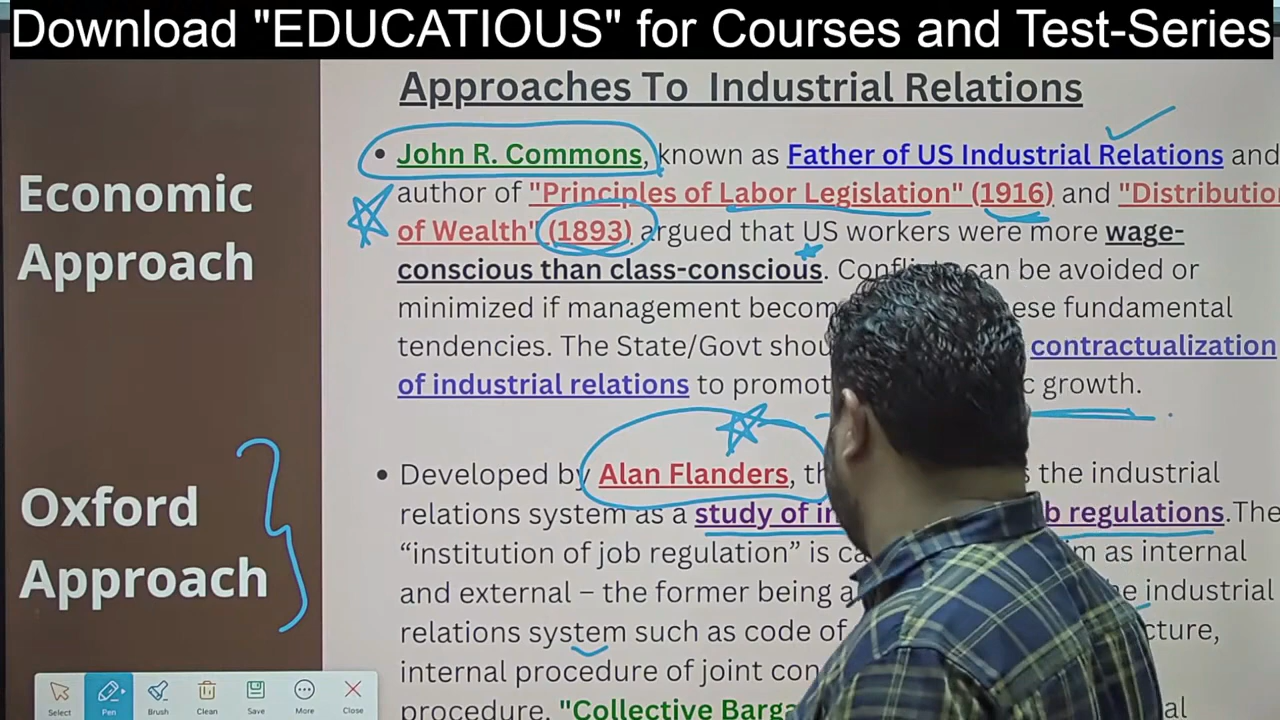 Download "EDUCATIOUS" for Courses and Test-Series
Approaches To Industrial Relations
Economic
Approach
• John R. Commons, known as Father of US Industrial Relations and
author of "Principles of Labor Legislation" (1916) and "Distributio
of Wealth" (1893) argued that US workers were more wage-
conscious than class-conscious. Conflicts can be avoided or
minimized if management becom ese fundamental
tendencies. The State/Govt shou contractualization
of industrial relations to promot c growth.
Oxford
Approach
• Developed by Alan Flanders, th s the industrial
relations system as a study of in b regulations.The
“institution of job regulation” is ca m as internal
and external – the former being a he industrial
relations system such as code of cture,
internal procedure of joint con
procedure. "Collective Barga al
Select Pen Brush Clean Save More Close